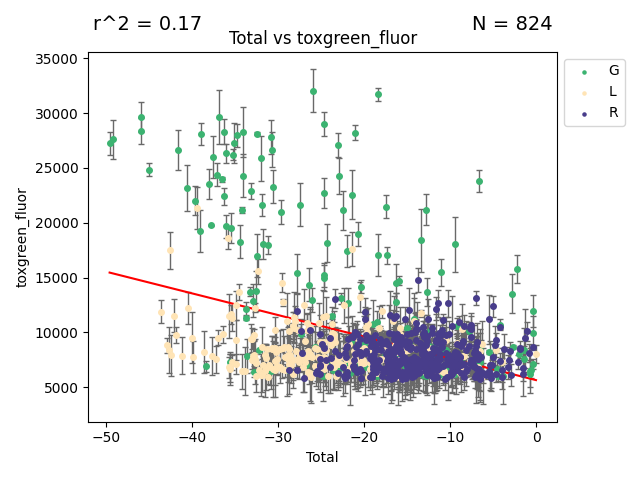 r^2 = 0.17
N = 824
Total vs toxgreen_fluor
35000
30000
25000
20000
15000
10000
5000
toxgreen_fluor
−50
−40
−30
−20
−10
0
Total
G
L
R